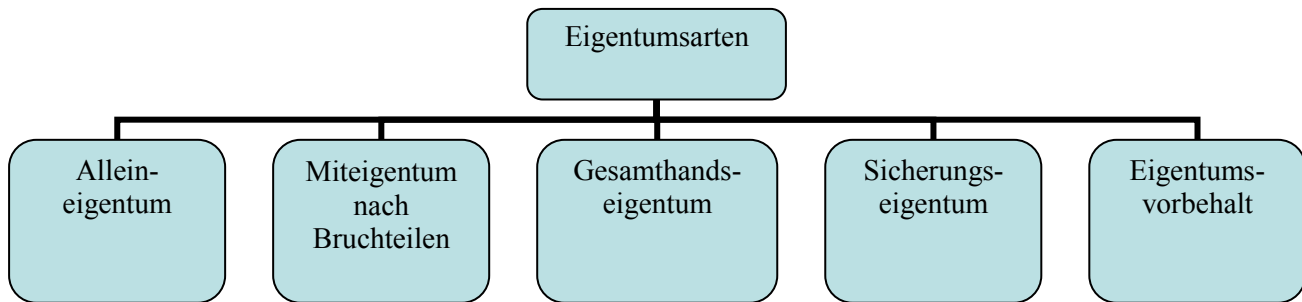 Eigentumsarten
Allein-
eigentum
Miteigentum
nach
Bruchteilen
Gesamthands-
eigentum
Sicherungs-
eigentum
Eigentums-
vorbehalt